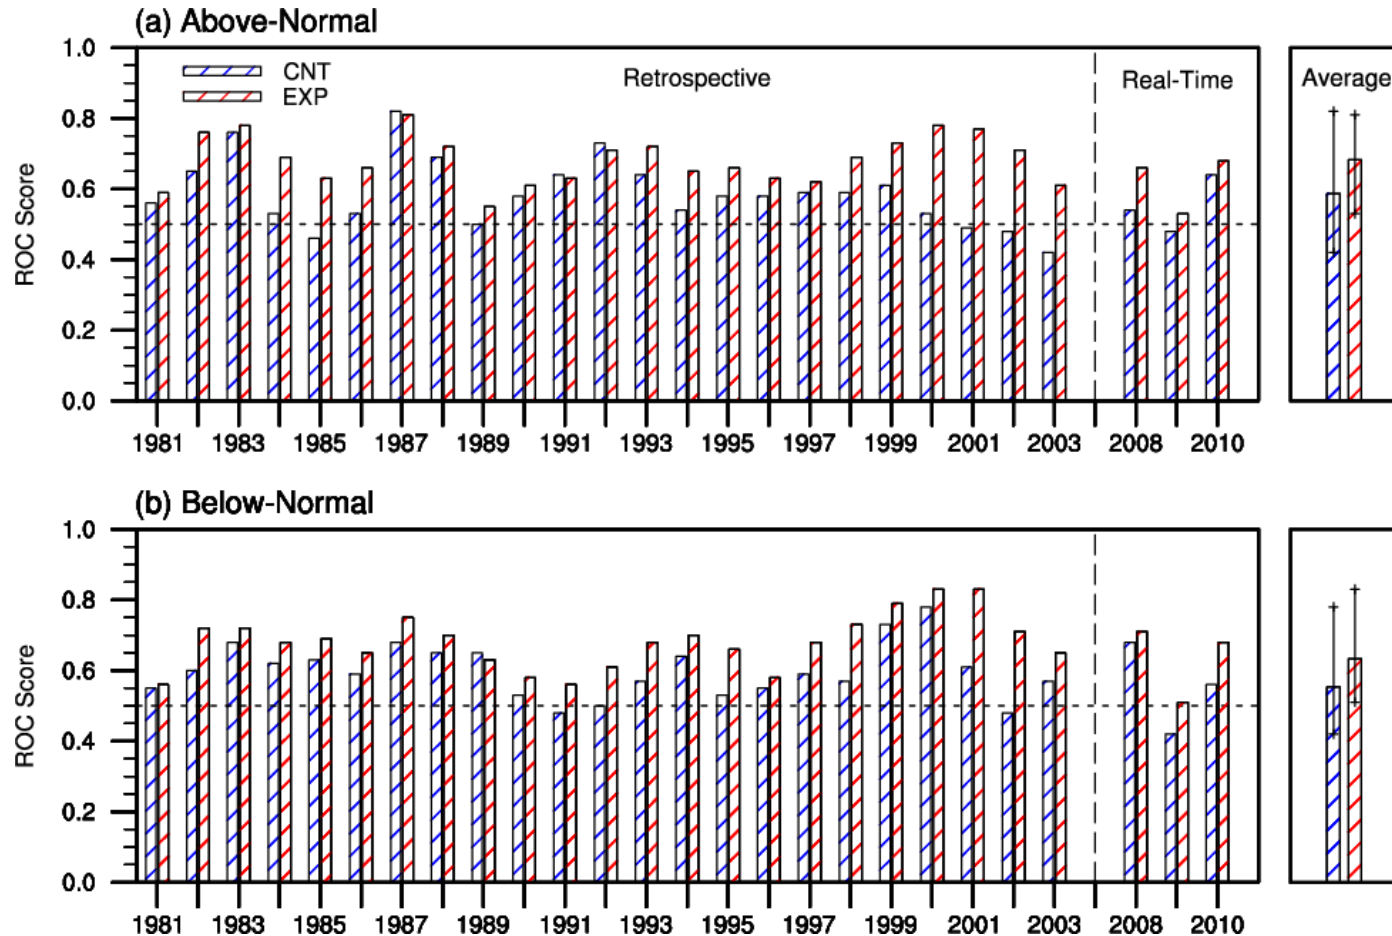 (a) Above-Normal
1.0
0.8
0.6
0.4
0.2
0.0
ROC Score
CNT
EXP
Retrospective
Real-Time
Average
1981 1983 1985 1987 1989 1991 1993 1995 1997 1999 2001 2003 2008 2010
(b) Below-Normal
1.0
0.8
0.6
0.4
0.2
0.0
ROC Score
1981 1983 1985 1987 1989 1991 1993 1995 1997 1999 2001 2003 2008 2010